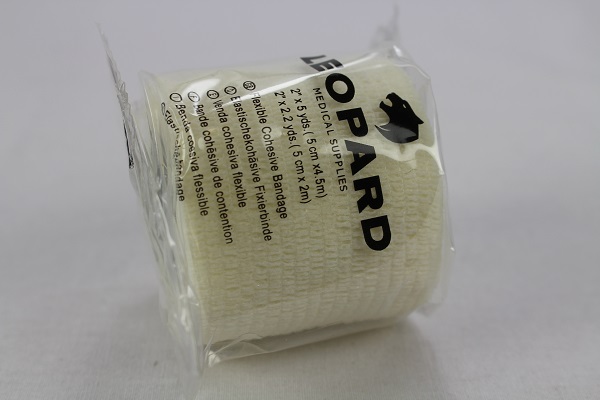 LEOPARD
MEDICAL SUPPLIES
2" x 5 yds.( 5 cm x4.5m)
2" x 2.2 yds.( 5 cm x 2m)
Flexible Cohesive Bandage
Elastischekohäsive Fixierbinde
Venda cohesiva flexible
Bande cohésive de contention
Benda coesiva flessibile